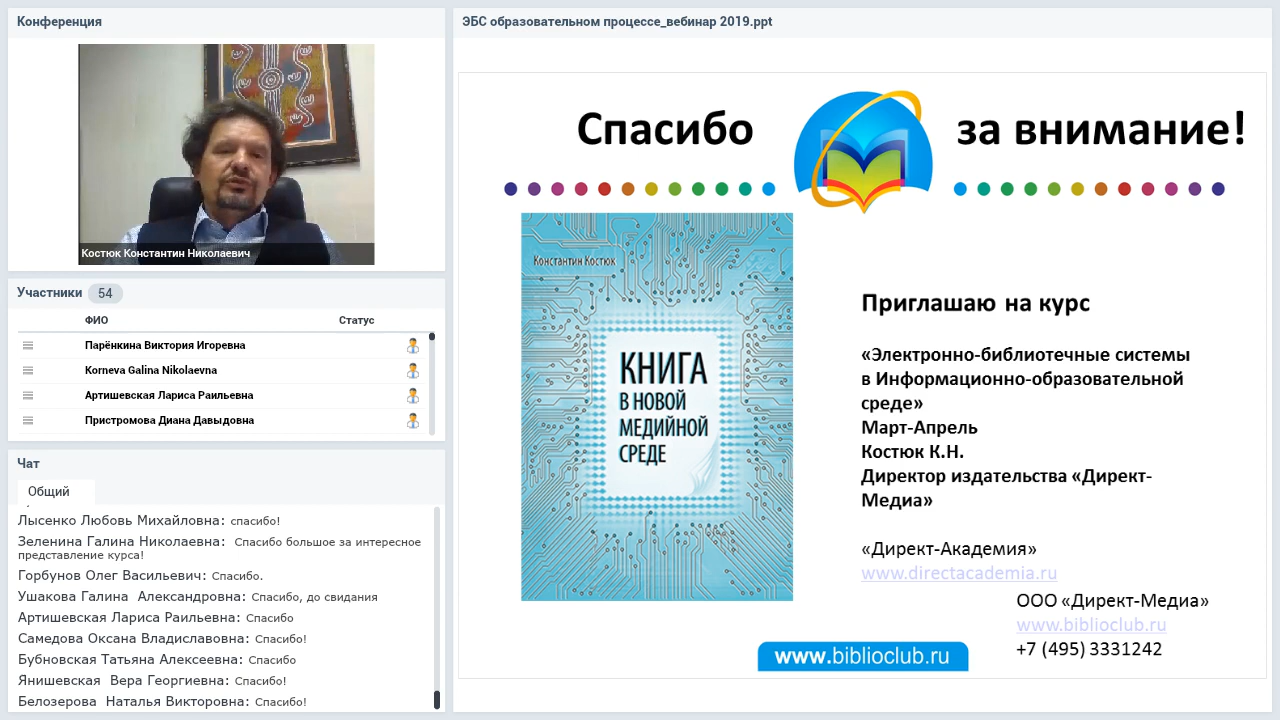 Конференция
Костюк Константин Николаевич
Участники 54
ФИО Статус
Парёнкина Виктория Игоревна
Korneva Galina Nikolaevna
Артишевская Лариса Раильевна
Пристромова Диана Давыдовна
Чат
Общий
Лысенко Любовь Михайловна: спасибо!
Зеленина Галина Николаевна: Спасибо большое за интересное
представление курса!
Горбунов Олег Васильевич: Спасибо.
Ушакова Галина Александровна: Спасибо, до свидания
Артишевская Лариса Раильевна: Спасибо
Самедова Оксана Владиславовна: Спасибо!
Бубновская Татьяна Алексеевна: Спасибо
Янишевская Вера Георгиевна: Спасибо!
Белозерова Наталья Викторовна: Спасибо!
ЭБС образовательном процессе_вебинар 2019.ppt
Спасибо за внимание!
Константин Костюк
КНИГА
В НОВОЙ
МЕДИЙНОЙ
СРЕДЕ
Приглашаю на курс
«Электронно-библиотечные системы
в Информационно-образовательной
среде»
Март-Апрель
Костюк К.Н.
Директор издательства «Директ-
Медиа»
«Директ-Академия»
www.directacademia.ru
ООО «Директ-Медиа»
www.biblioclub.ru
+7 (495) 3331242
www.biblioclub.ru